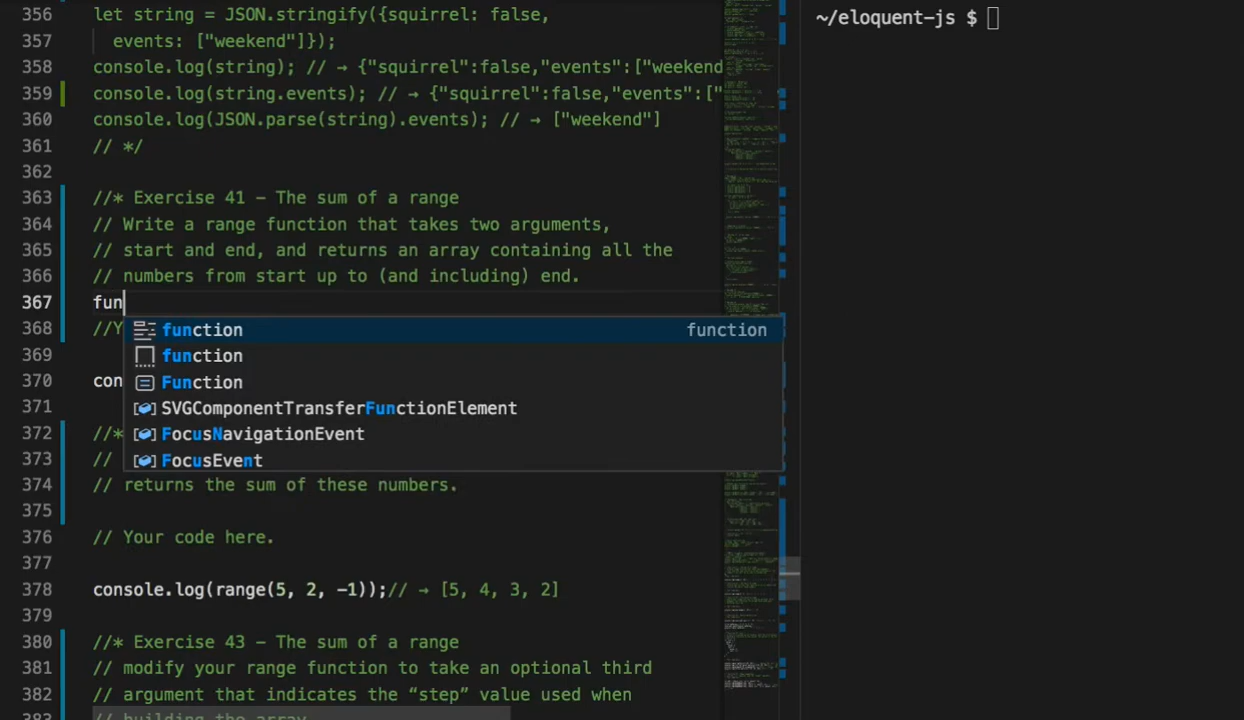 356 let string = JSON.stringify({squirrel: false,
357 events: ["weekend"]});
358 console.log(string); // → {"squirrel":false,"events":["weekend
359 console.log(string.events); // → {"squirrel":false,"events":["
360 console.log(JSON.parse(string).events); // → ["weekend"]
361 // */
362
363 //* Exercise 41 – The sum of a range
364 // Write a range function that takes two arguments,
365 // start and end, and returns an array containing all the
366 // numbers from start up to (and including) end.
367 fun
368 //Y
function function
function
369
Function
370 con
SVGComponentTransferFunctionElement
371
FocusNavigationEvent
372 //*
FocusEvent
373 //
374 // returns the sum of these numbers.
375
376 // Your code here.
377
378 console.log(range(5, 2, -1));// → [5, 4, 3, 2]
379
380 //* Exercise 43 – The sum of a range
381 // modify your range function to take an optional third
382 // argument that indicates the “step” value used when
383 // building the array
~/eloquent-js $